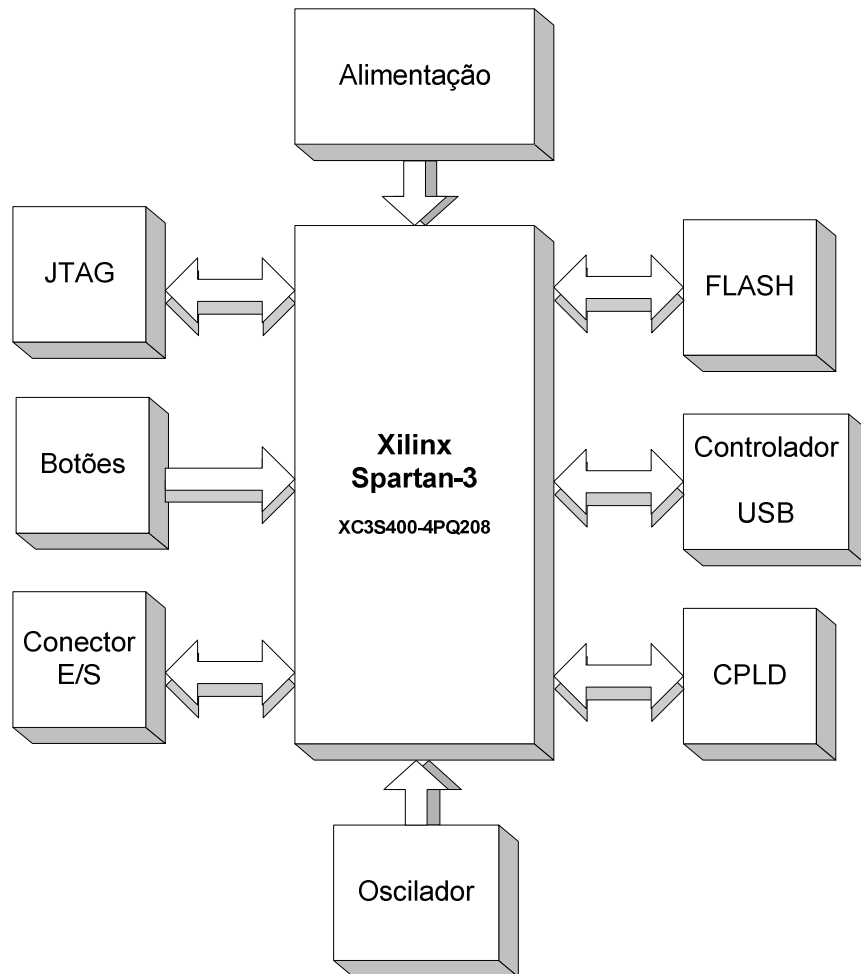 Alimentação
JTAG
FLASH
Botões
Xilinx
Spartan-3
XC3S400-4PQ208
Controlador
USB
Conector
E/S
CPLD
Oscilador